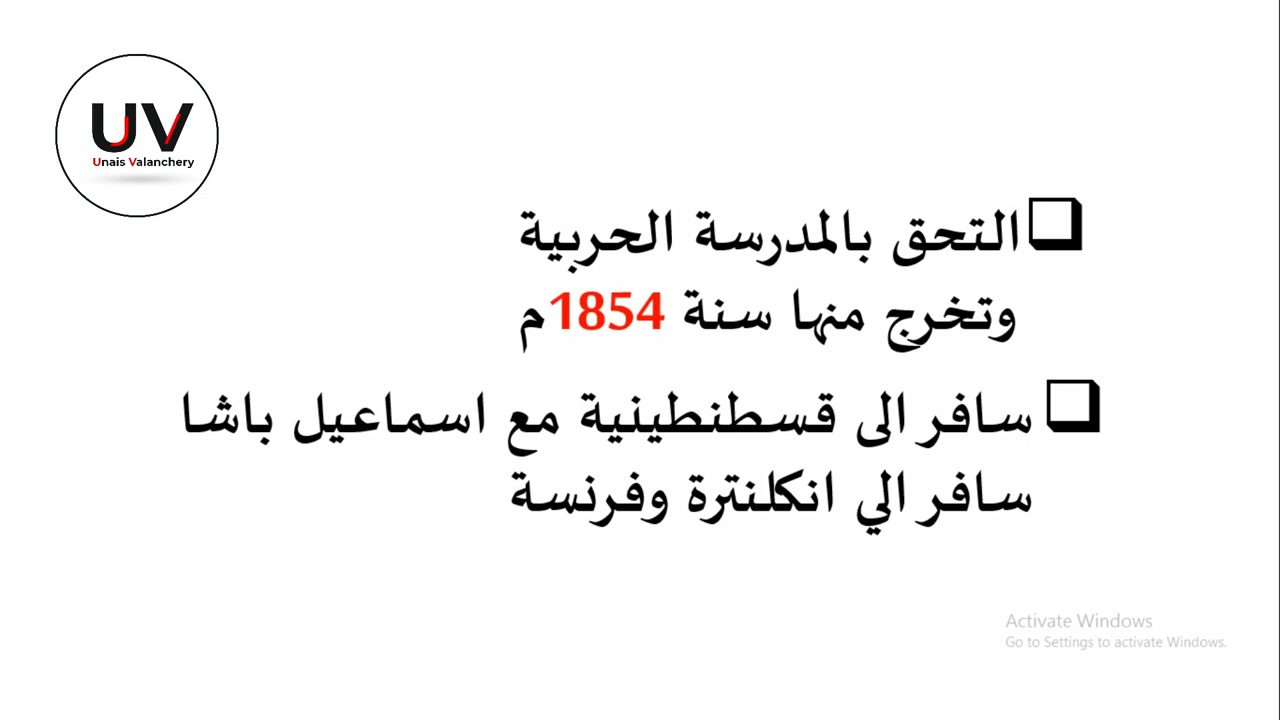 UV
Unais Valanchery
التحق بالمدرسة الحربية
وتخرج منها سنة 1854م
سافر الى قسطنطينية مع اسماعيل باشا
سافر الي انكلنترة وفرنسة
Activate Windows
Go to Settings to activate Windows.